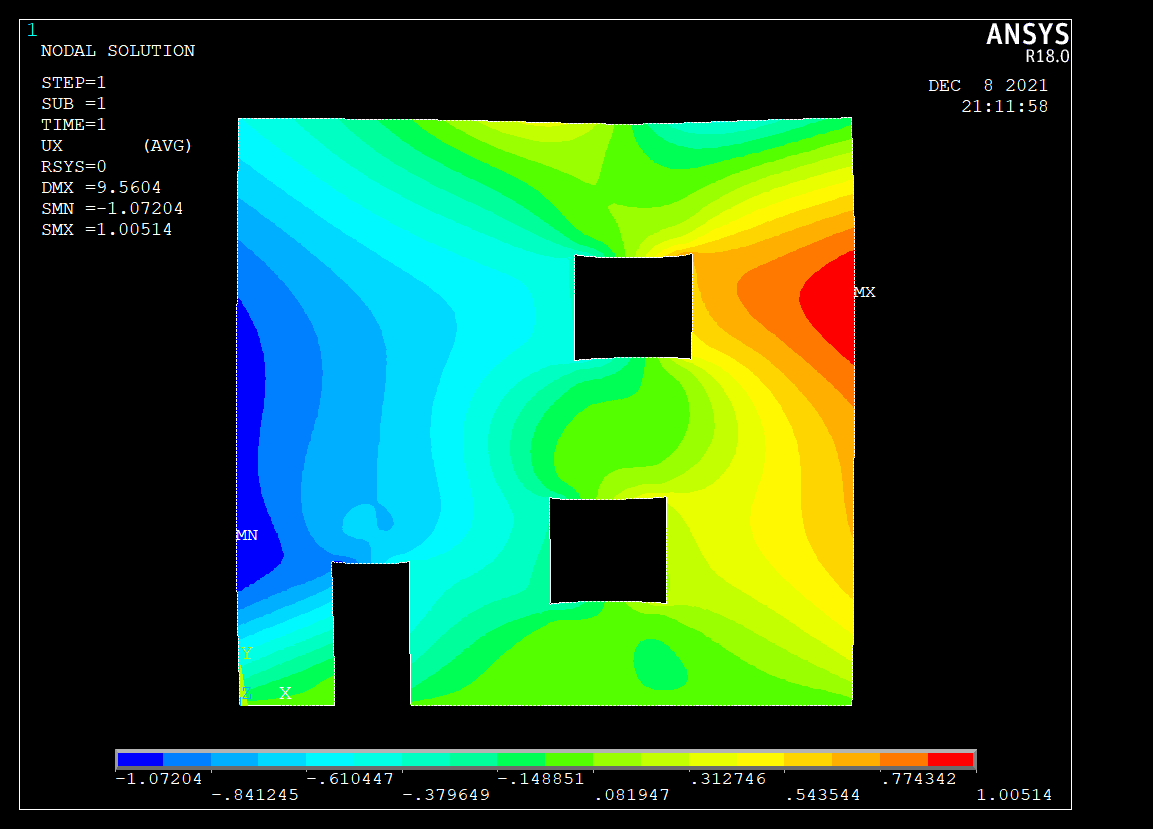 1
ANSYS
R18.0
NODAL SOLUTION
STEP=1
SUB =1
TIME=1
UX (AVG)
RSYS=0
DMX =9.5604
SMN =-1.07204
SMX =1.00514
DEC 8 2021
21:11:58
MX
MN
Y
X
-1.07204 -.610447 -.148851 .312746 .774342
-.841245 -.379649 .081947 .543544 1.00514